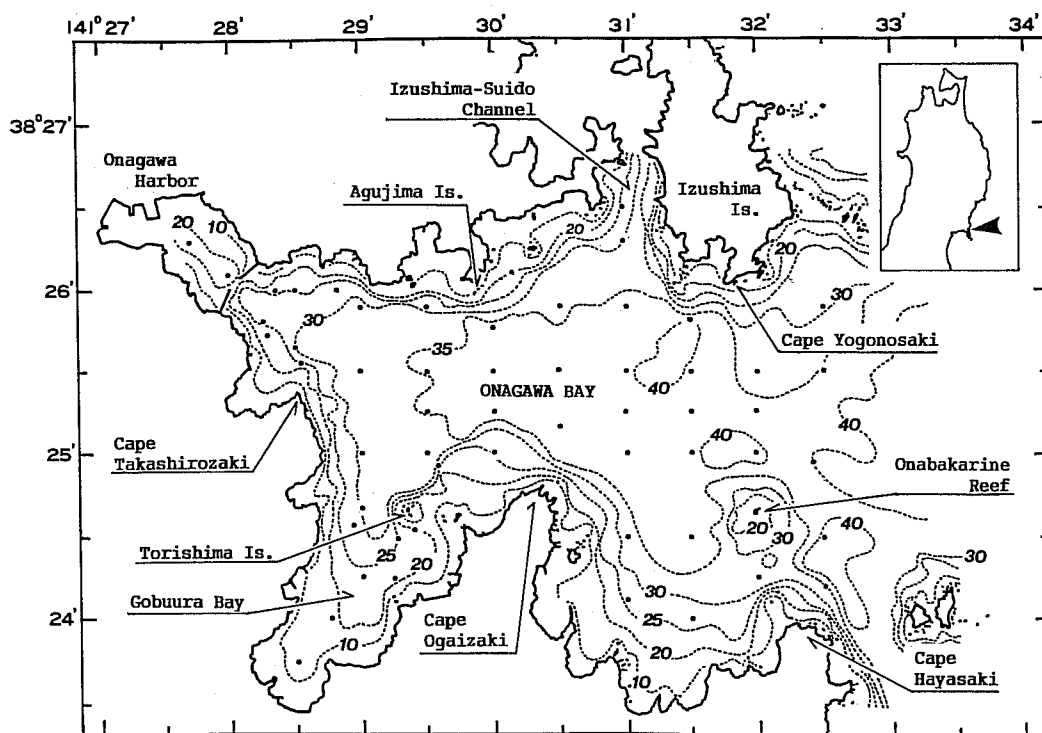 141° 27' 28' 29' 30' 31' 32' 33' 34'
38° 27'
26'
25'
24'
Izushima-Suido
Channel
Onagawa
Harbor
Agujima Is.
Izushima
Is.
20
10
20
20
30
30
Cape Yogonosaki
35
40
ONAGAWA BAY
40
40
Cape
Takashirozaki
Onabakarine
Reef
20
40
30
Torishima Is.
25
20
30
Gobuura Bay
30
25
10
Cape
Ogaizaki
20
10
Cape
Hayasaki